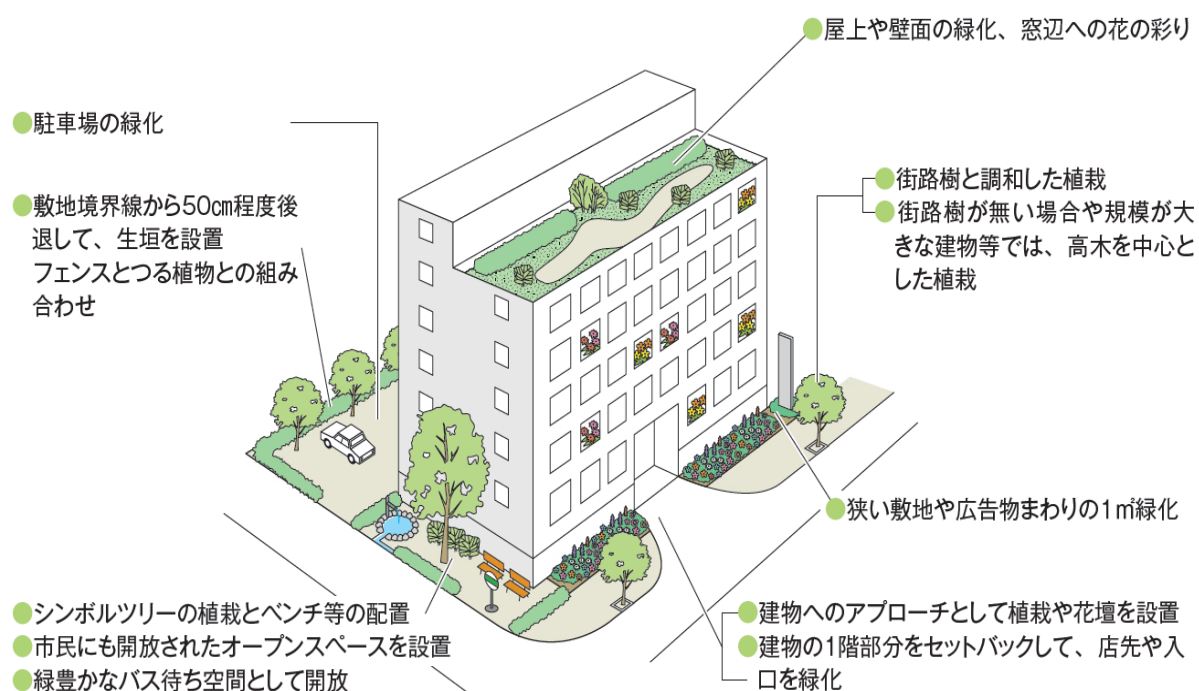 ●屋上や壁面の緑化、窓辺への花の彩り
●駐車場の緑化
●敷地境界線から50㎝程度後
退して、生垣を設置
フェンスとつる植物との組み
合わせ
●街路樹と調和した植栽
●街路樹が無い場合や規模が大
きな建物等では、高木を中心と
した植栽
●狭い敷地や広告物まわりの1㎡緑化
●シンボルツリーの植栽とベンチ等の配置
●市民にも開放されたオープンスペースを設置
●緑豊かなバス待ち空間として開放
●建物へのアプローチとして植栽や花壇を設置
●建物の1階部分をセットバックして、店先や入
口を緑化